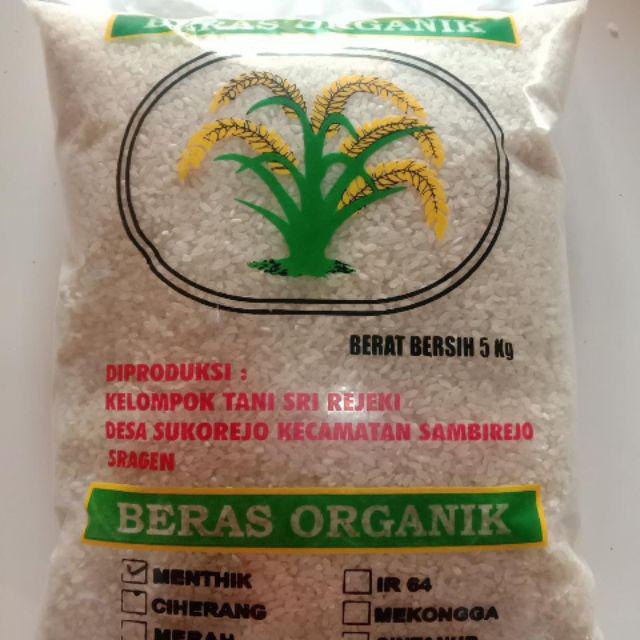 BERAS ORGANIK
BERAT BERSIH 5 Kg
DIPRODUKSI :
KELOMPOK TANI SRI REJEKI
DESA SUKOREJO KECAMATAN SAMBIREJO
SRAGEN
BERAS ORGANIK
MENTHIK IR 64
CIHERANG MEKONGGA
MERAH